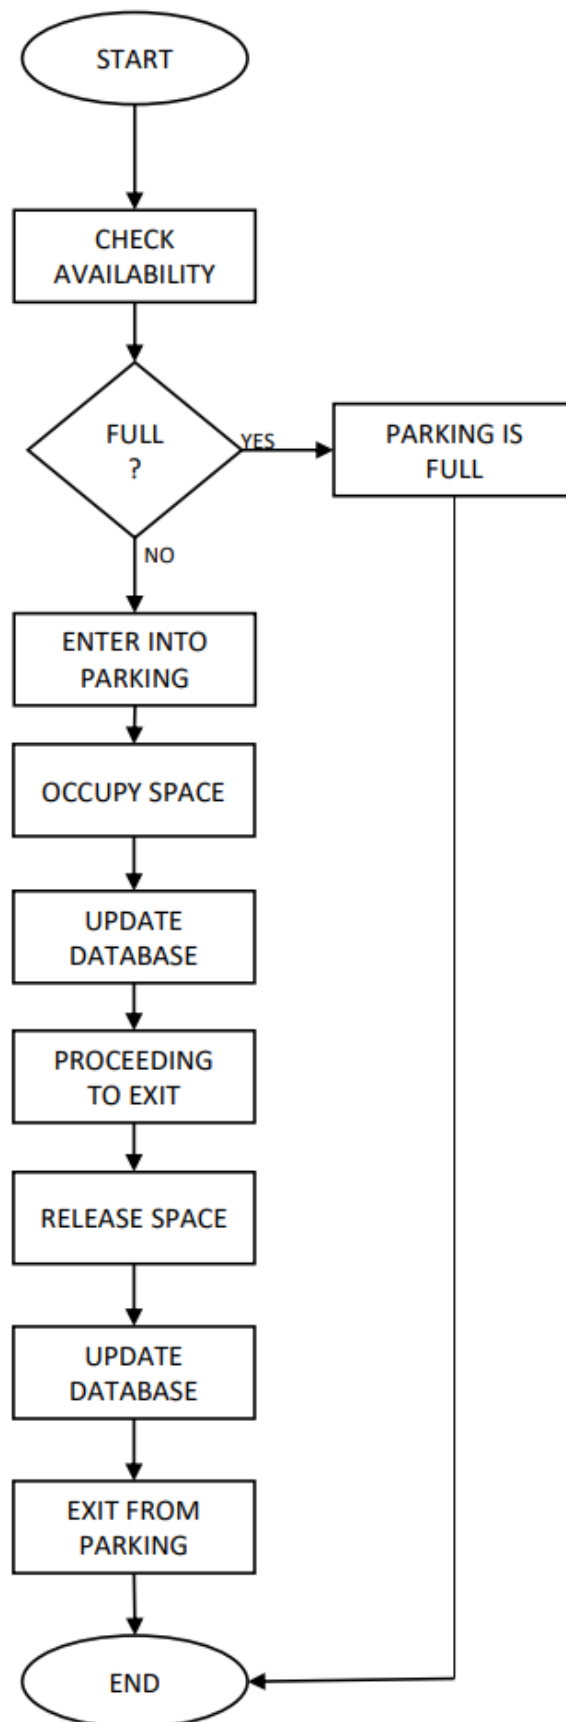 START
CHECK
AVAILABILITY
FULL
?
YES
PARKING IS
FULL
NO
ENTER INTO
PARKING
OCCUPY SPACE
UPDATE
DATABASE
PROCEEDING
TO EXIT
RELEASE SPACE
UPDATE
DATABASE
EXIT FROM
PARKING
END